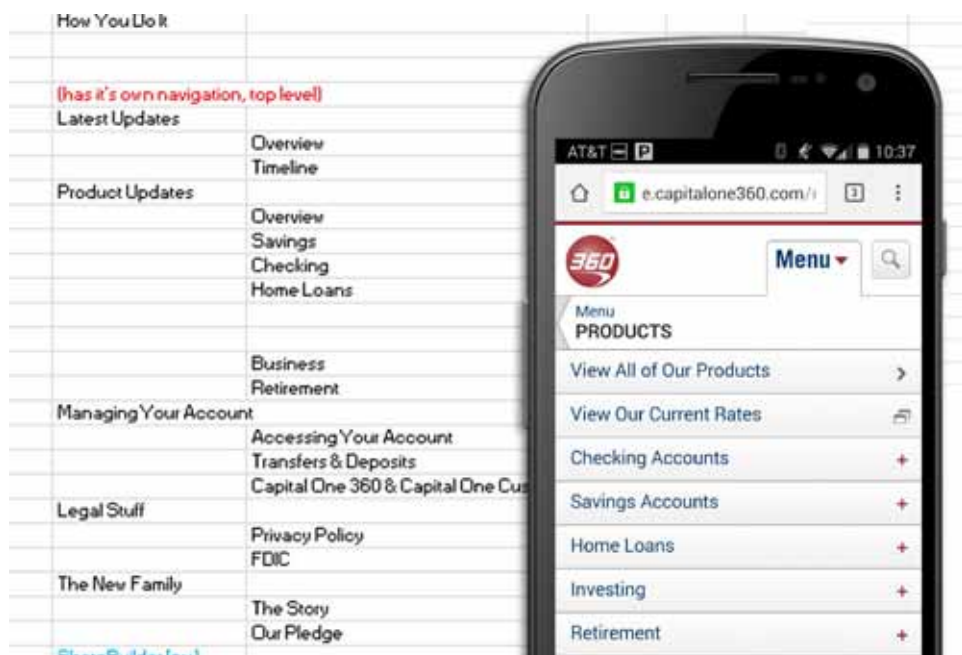 How You Do It
(has it's own navigation, top level)
Latest Updates
Overview
Timeline
Product Updates
Overview
Savings
Checking
Home Loans
Business
Retirement
Managing Your Account
Accessing Your Account
Transfers & Deposits
Capital One 360 & Capital One Cus
Legal Stuff
Privacy Policy
FDIC
The New Family
The Story
Our Pledge
AT&T
P
10:37
e.capitalone360.com/
3
360
Menu
Menu
PRODUCTS
View All of Our Products
View Our Current Rates
Checking Accounts
Savings Accounts
Home Loans
Investing
Retirement